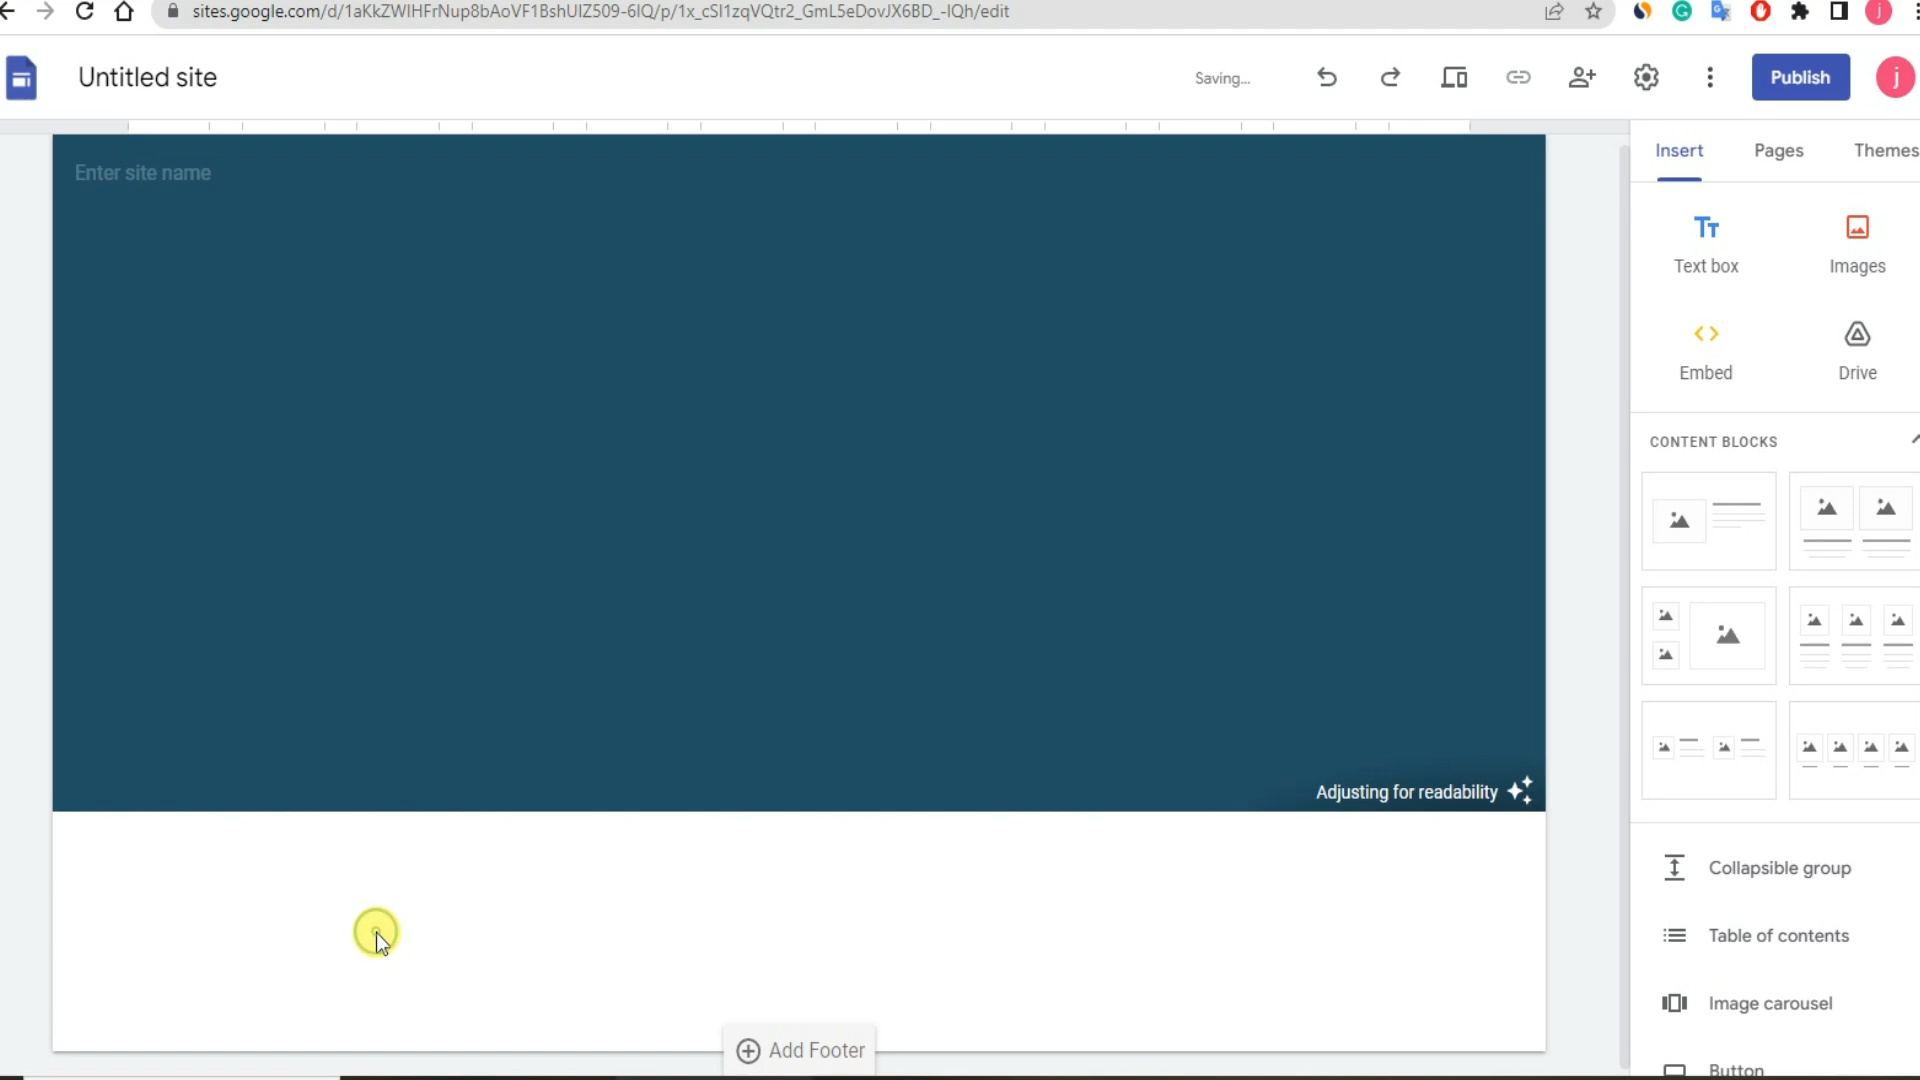 sites.google.com/d/1aKkZWIHFrNup8bAoVF1BshUIZ509-6IQ/p/1x_cSI1zqVQtr2_GmL5eDovJX6BD_-IQh/edit
j
Untitled site
Saving...
Publish
j
Enter site name
Insert
Pages
Themes
Text box
Images
Embed
Drive
CONTENT BLOCKS
Adjusting for readability
Collapsible group
Table of contents
Image carousel
Add Footer
Button